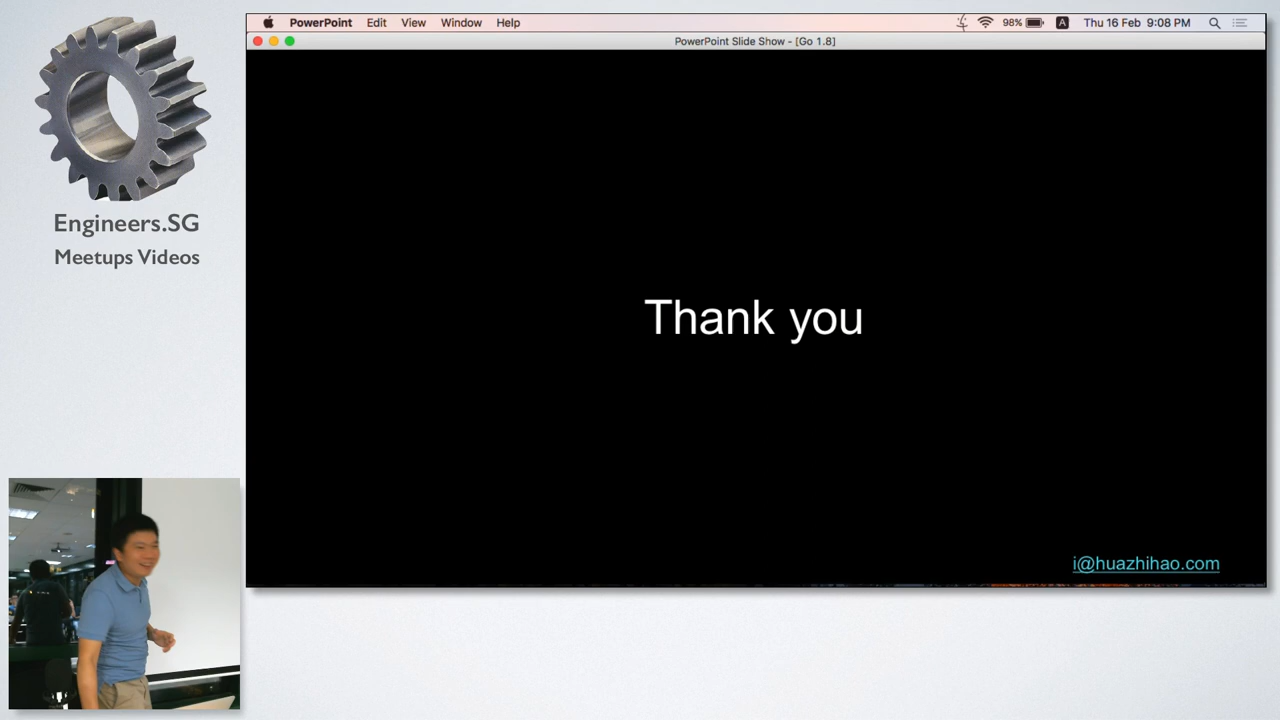 Engineers.SG
Meetups Videos
PowerPoint Edit View Window Help 98% A Thu 16 Feb 9:08 PM
PowerPoint Slide Show - [Go 1.8]
Thank you
i@huazhihao.com